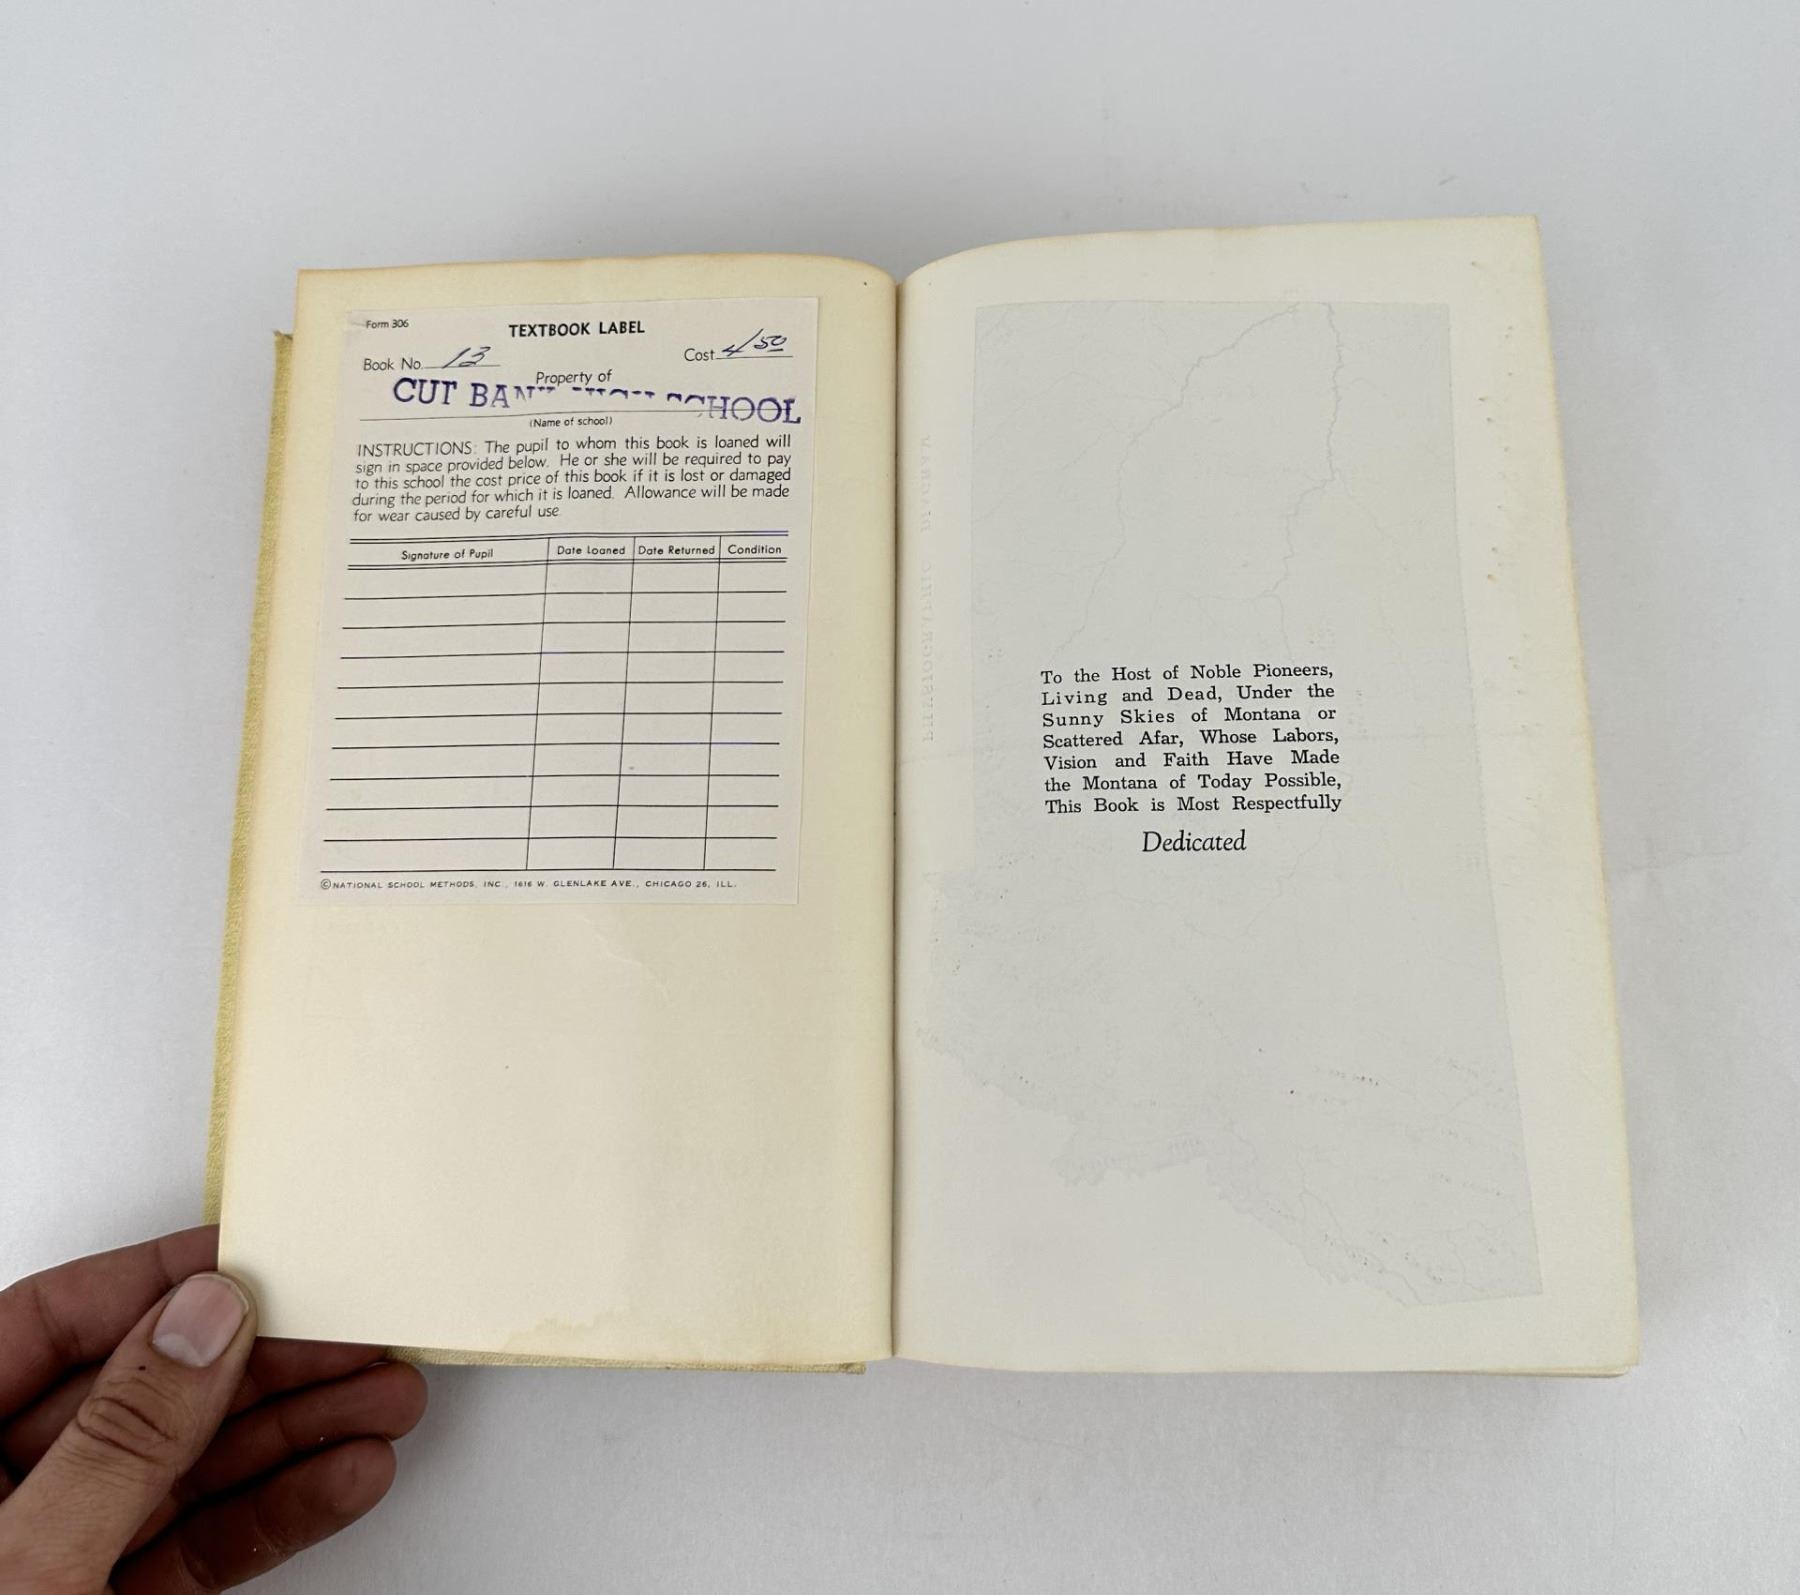 Form 306
TEXTBOOK LABEL
Book No. 13
Cost 4 50
Property of
CUT BANK HIGH SCHOOL
(Name of school)
INSTRUCTIONS: The pupil to whom this book is loaned will
sign in space provided below. He or she will be required to pay
to this school the cost price of this book if it is lost or damaged
during the period for which it is loaned. Allowance will be made
for wear caused by careful use
Signature of Pupil Date Loaned Date Returned Condition
©NATIONAL SCHOOL METHODS, INC., 1616 W. GLENLAKE AVE., CHICAGO 26, ILL.
To the Host of Noble Pioneers,
Living and Dead, Under the
Sunny Skies of Montana or
Scattered Afar, Whose Labors,
Vision and Faith Have Made
the Montana of Today Possible,
This Book is Most Respectfully
Dedicated
PHYSIOGRAPHIC DIAGRAM